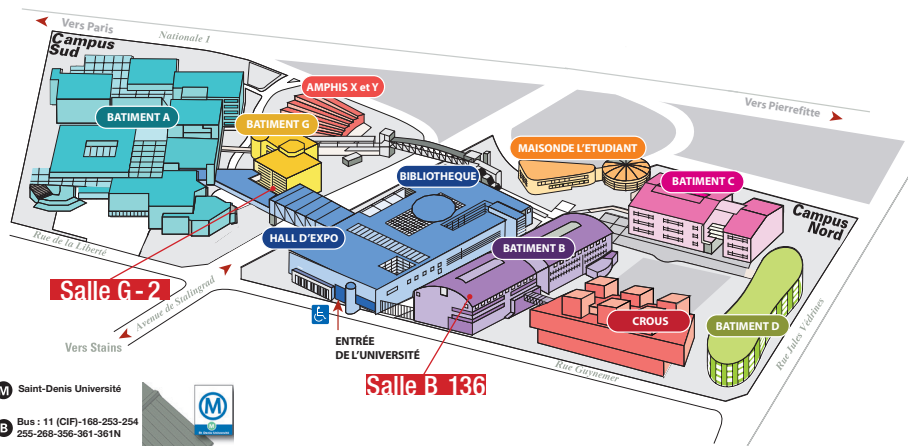 Vers Paris
Nationale 1
Campus
Sud
AMPHIS X et Y
Vers Pierrefitte
BATIMENT A
BATIMENT G
MAISONDE L'ETUDIANT
BIBLIOTHEQUE
BATIMENT C
Campus
Nord
HALL D'EXPO
BATIMENT B
Rue de la Liberté
Salle G - 2
Avenue de Stalingrad
CROUS
BATIMENT D
Rue Jules Védrines
Vers Stains
ENTRÉE
DE L'UNIVERSITÉ
Rue Guynemer
Salle B 136
M Saint-Denis Université
B Bus : 11 (CIF)-168-253-254
255-268-356-361-361N
M
St Denis Université